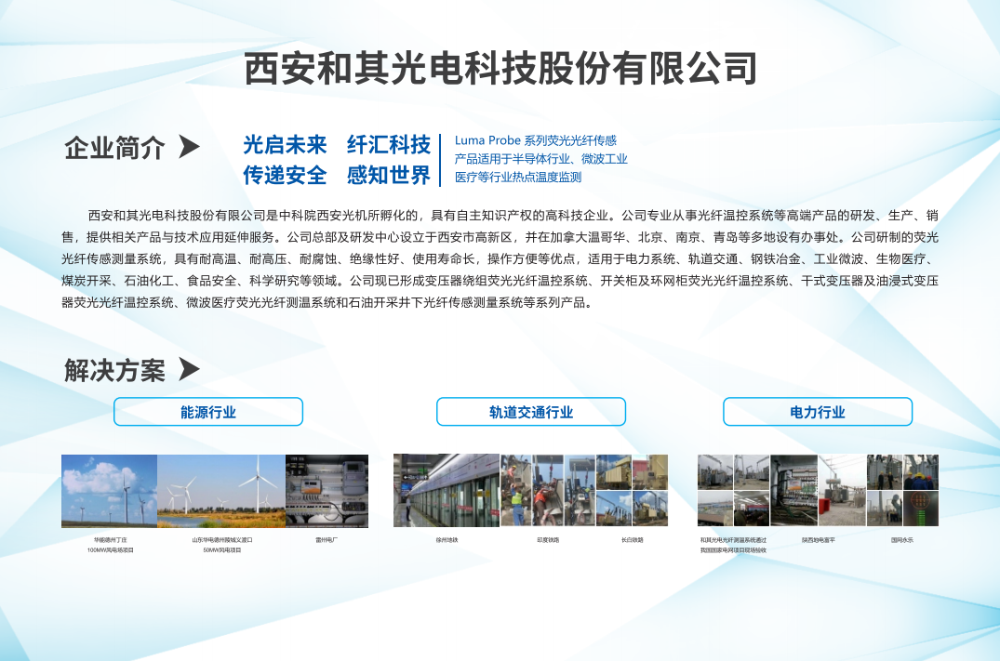 西安和其光电科技股份有限公司
企业简介
光启未来 纤汇科技
传递安全 感知世界
Luma Probe 系列荧光光纤传感
产品适用于半导体行业、微波工业
医疗等行业热点温度监测
西安和其光电科技股份有限公司是中科院西安光机所孵化的，具有自主知识产权的高科技企业。公司专业从事光纤温控系统等高端产品的研发、生产、销
售，提供相关产品与技术应用延伸服务。公司总部及研发中心设立于西安市高新区，并在加拿大温哥华、北京、南京、青岛等多地设有办事处。公司研制的荧光
光纤传感测量系统，具有耐高温、耐高压、耐腐蚀、绝缘性好、使用寿命长，操作方便等优点，适用于电力系统、轨道交通、钢铁冶金、工业微波、生物医疗、
煤炭开采、石油化工、食品安全、科学研究等领域。公司现已形成变压器绕组荧光光纤温控系统、开关柜及环网柜荧光光纤温控系统、干式变压器及油浸式变压
器荧光光纤温控系统、微波医疗荧光光纤测温系统和石油开采井下光纤传感测量系统等系列产品。
解决方案
能源行业
轨道交通行业
电力行业
华能德州丁庄
100MW风电场项目
山东华电德州陵城义渡口
50MW风电项目
雷州电厂
徐州地铁
印度铁路
长白铁路
和其光电光纤测温系统通过
我国国家电网项目现场验收
陕西地电富平
国网永乐